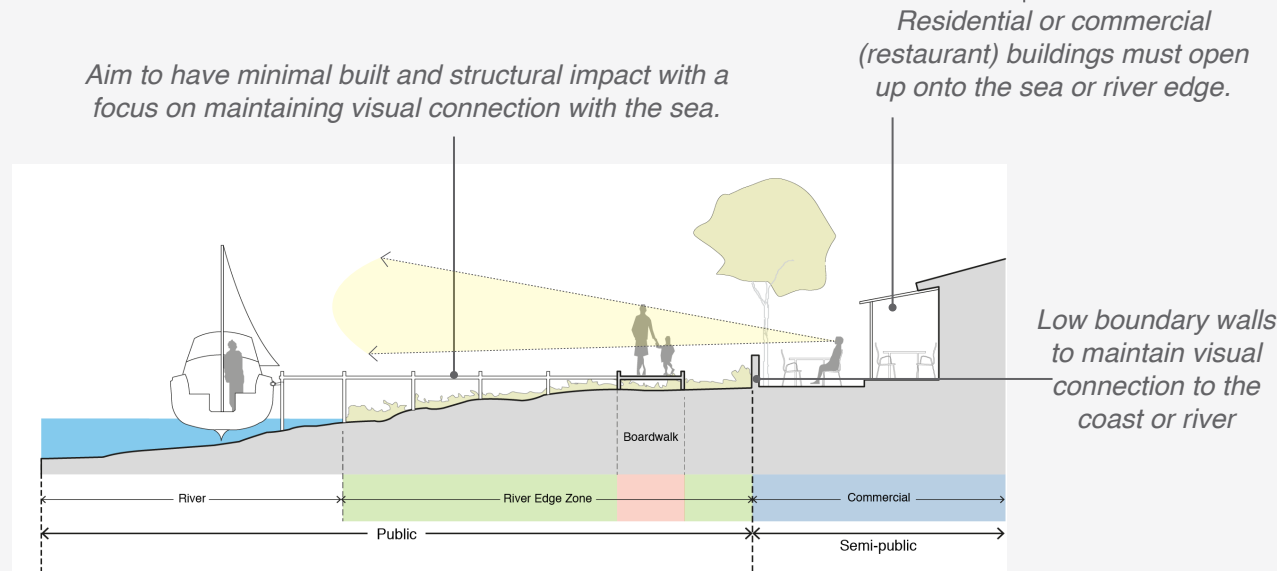 Aim to have minimal built and structural impact with a
focus on maintaining visual connection with the sea.
Residential or commercial
(restaurant) buildings must open
up onto the sea or river edge.
Low boundary walls
to maintain visual
connection to the
coast or river
Boardwalk
River
River Edge Zone
Commercial
Public
Semi-public